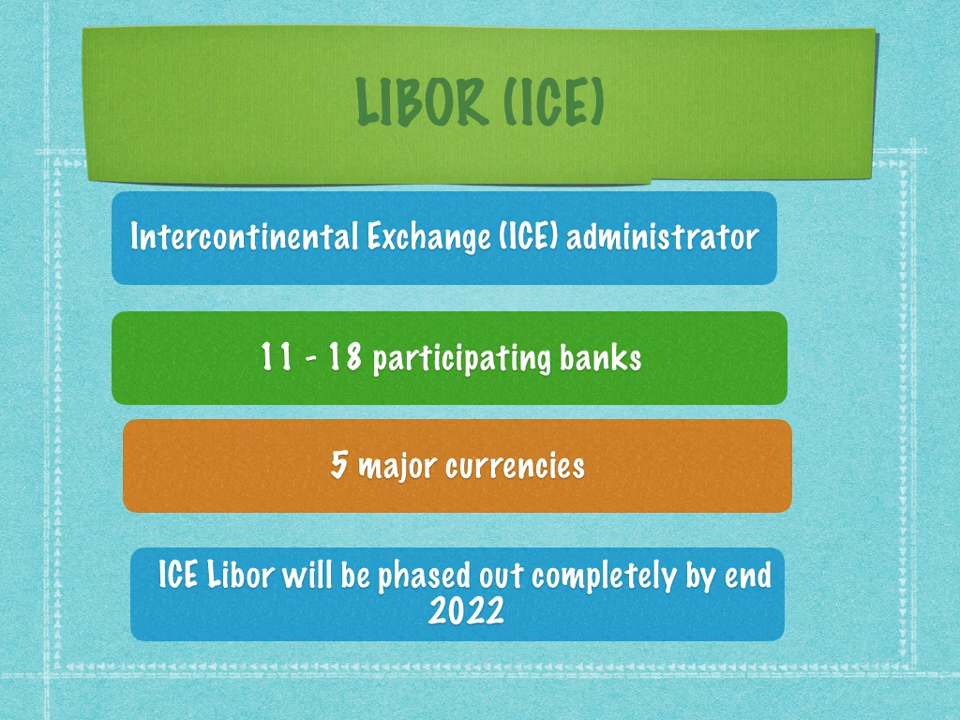 LIBOR (ICE)
Intercontinental Exchange (ICE) administrator
11 - 18 participating banks
5 major currencies
ICE Libor will be phased out completely by end
2022